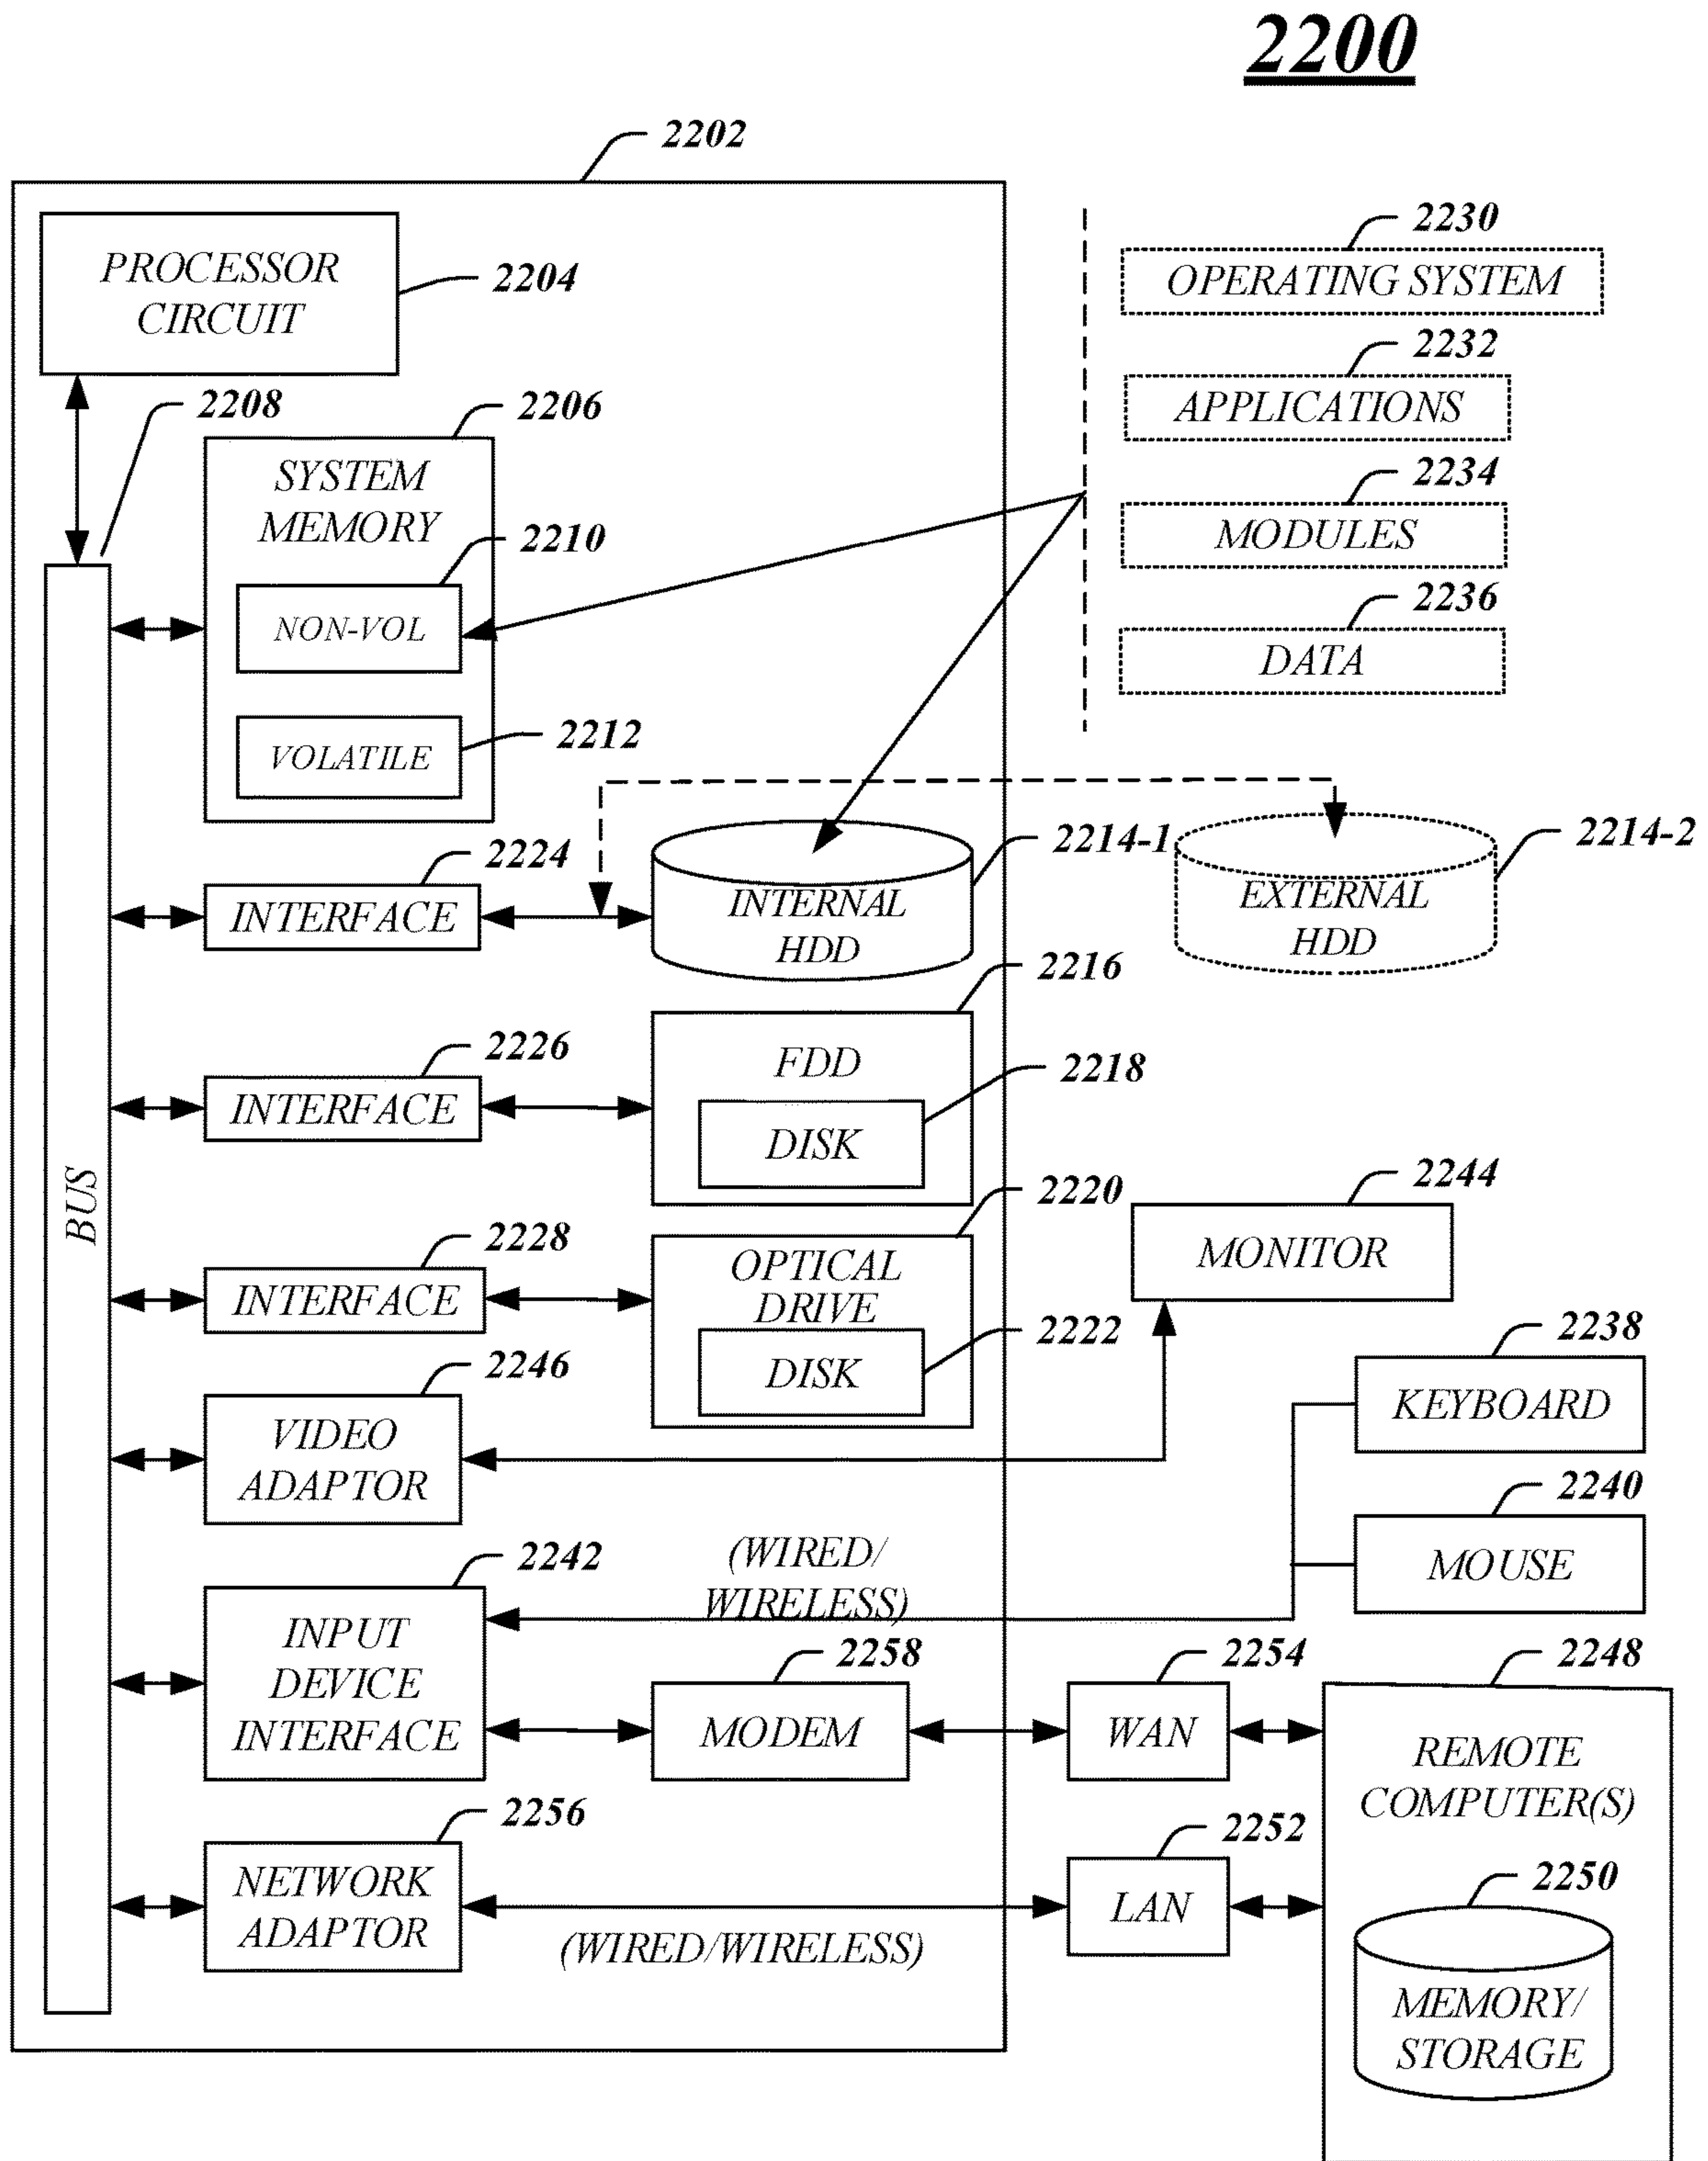 2200
2202
PROCESSOR
CIRCUIT
2204
2208
2206
SYSTEM
MEMORY
2210
NON-VOL
2212
VOLATILE
2230
OPERATING SYSTEM
2232
APPLICATIONS
2234
MODULES
2236
DATA
2224
INTERFACE
2214-1
INTERNAL
HDD
2214-2
EXTERNAL
HDD
2216
2226
INTERFACE
FDD
2218
DISK
BUS
2220
2228
INTERFACE
OPTICAL
DRIVE
2222
DISK
2244
MONITOR
2246
VIDEO
ADAPTOR
2238
KEYBOARD
2240
MOUSE
2242
INPUT
DEVICE
INTERFACE
(WIRED/
WIRELESS)
2258
MODEM
2254
WAN
2248
REMOTE
COMPUTER(S)
2256
NETWORK
ADAPTOR
(WIRED/WIRELESS)
2252
LAN
2250
MEMORY/
STORAGE